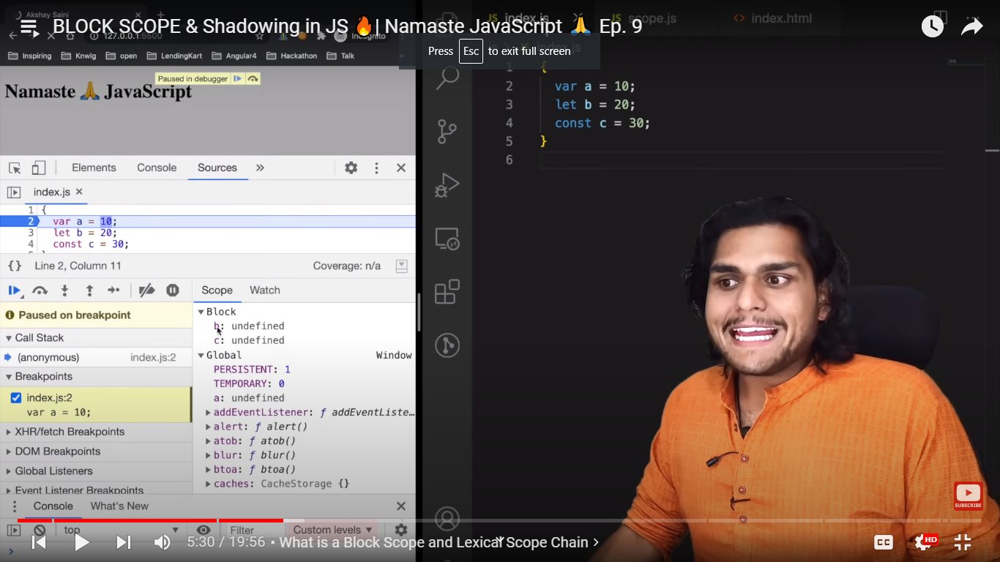 Akshay Saini
BLOCK SCOPE & Shadowing in JS 🔥| Namaste JavaScript 🙏 Ep. 9
127.0.0.1:5500
Incognito
JS index.js
JS scope.js
<> index.html
Press Esc to exit full screen
Inspiring
Knwlg
open
LendingKart
Angular4
Hackathon
Talk
Paused in debugger
Namaste 🙏 JavaScript
Elements
Console
Sources
»
index.js ×
1 {
2 var a = 10;
3 let b = 20;
4 const c = 30;
{} Line 2, Column 11
Coverage: n/a
Paused on breakpoint
Call Stack
(anonymous) index.js:2
Breakpoints
index.js:2
var a = 10;
XHR/fetch Breakpoints
DOM Breakpoints
Global Listeners
Event Listener Breakpoints
Scope
Watch
Block
b: undefined
c: undefined
Global Window
PERSISTENT: 1
TEMPORARY: 0
a: undefined
addEventListener: ƒ addEventListe…
alert: ƒ alert()
atob: ƒ atob()
blur: ƒ blur()
btoa: ƒ btoa()
caches: CacheStorage {}
Console
What's New
top
Filter
Custom levels
1 {
2 var a = 10;
3 let b = 20;
4 const c = 30;
5 }
6
SUBSCRIBE
5:30 / 19:56 • What is a Block Scope and Lexical Scope Chain >
CC
HD